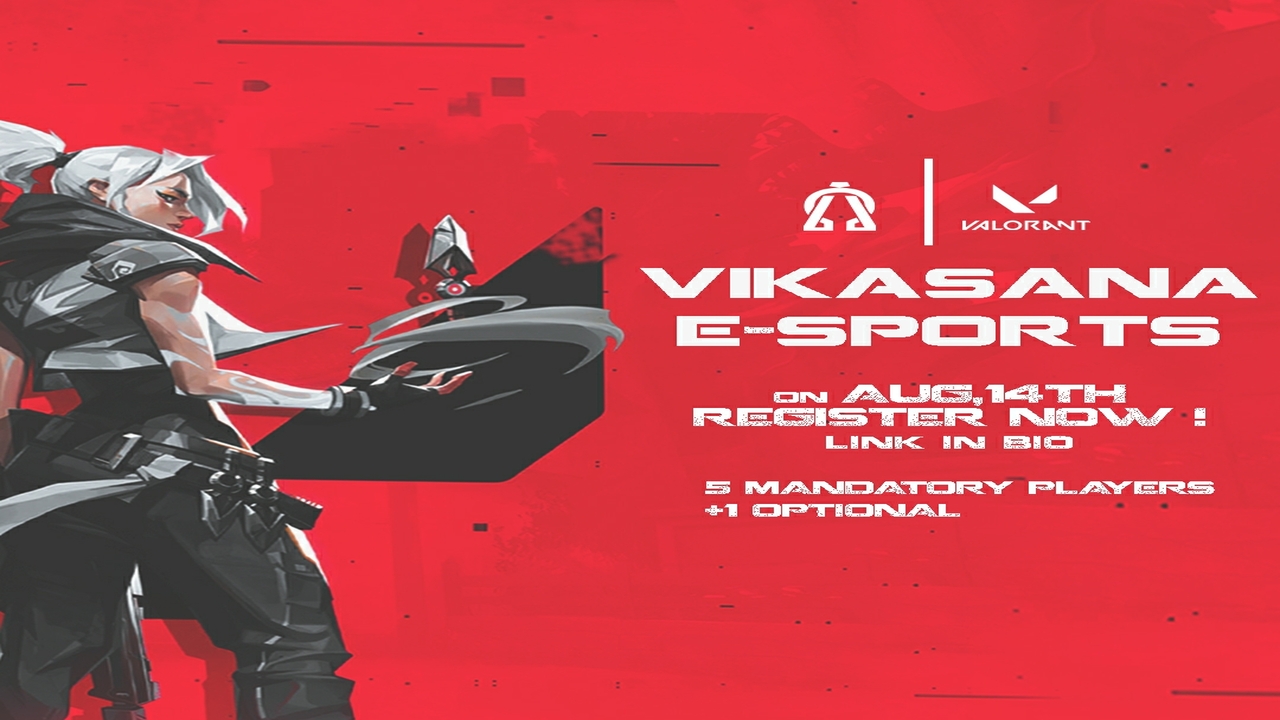 VALORANT
VIKASANA
E-SPORTS
ON AUG,14TH
REGISTER NOW !
LINK IN BIO
5 MANDATORY PLAYERS
+1 OPTIONAL